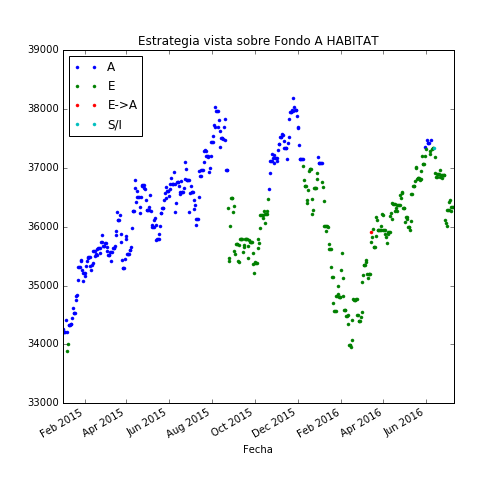 Estrategia vista sobre Fondo A HABITAT
39000
38000
37000
36000
35000
34000
33000
A
E
E->A
S/I
Feb 2015
Apr 2015
Jun 2015
Aug 2015
Oct 2015
Dec 2015
Feb 2016
Apr 2016
Jun 2016
Fecha